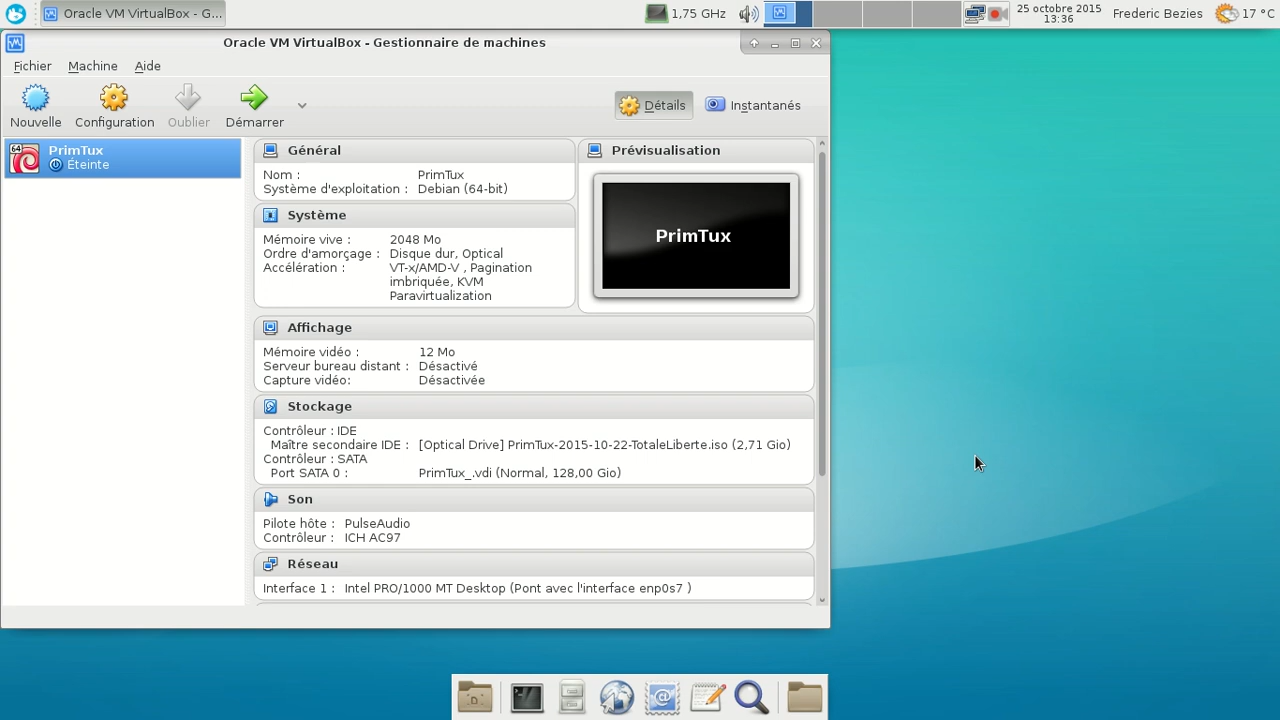 Oracle VM VirtualBox - G...
1,75 GHz
25 octobre 2015
13:36
Frederic Bezies
17 °C
Oracle VM VirtualBox - Gestionnaire de machines
Fichier Machine Aide
Nouvelle Configuration Oublier Démarrer
Détails Instantanés
64
PrimTux
Éteinte
Général
Nom : PrimTux
Système d'exploitation : Debian (64-bit)
Système
Mémoire vive : 2048 Mo
Ordre d'amorçage : Disque dur, Optical
Accélération : VT-x/AMD-V , Pagination
imbriquée, KVM
Paravirtualization
Prévisualisation
PrimTux
Affichage
Mémoire vidéo : 12 Mo
Serveur bureau distant : Désactivé
Capture vidéo: Désactivée
Stockage
Contrôleur : IDE
Maître secondaire IDE : [Optical Drive] PrimTux-2015-10-22-TotaleLiberte.iso (2,71 Gio)
Contrôleur : SATA
Port SATA 0 : PrimTux_.vdi (Normal, 128,00 Gio)
Son
Pilote hôte : PulseAudio
Contrôleur : ICH AC97
Réseau
Interface 1 : Intel PRO/1000 MT Desktop (Pont avec l'interface enp0s7 )